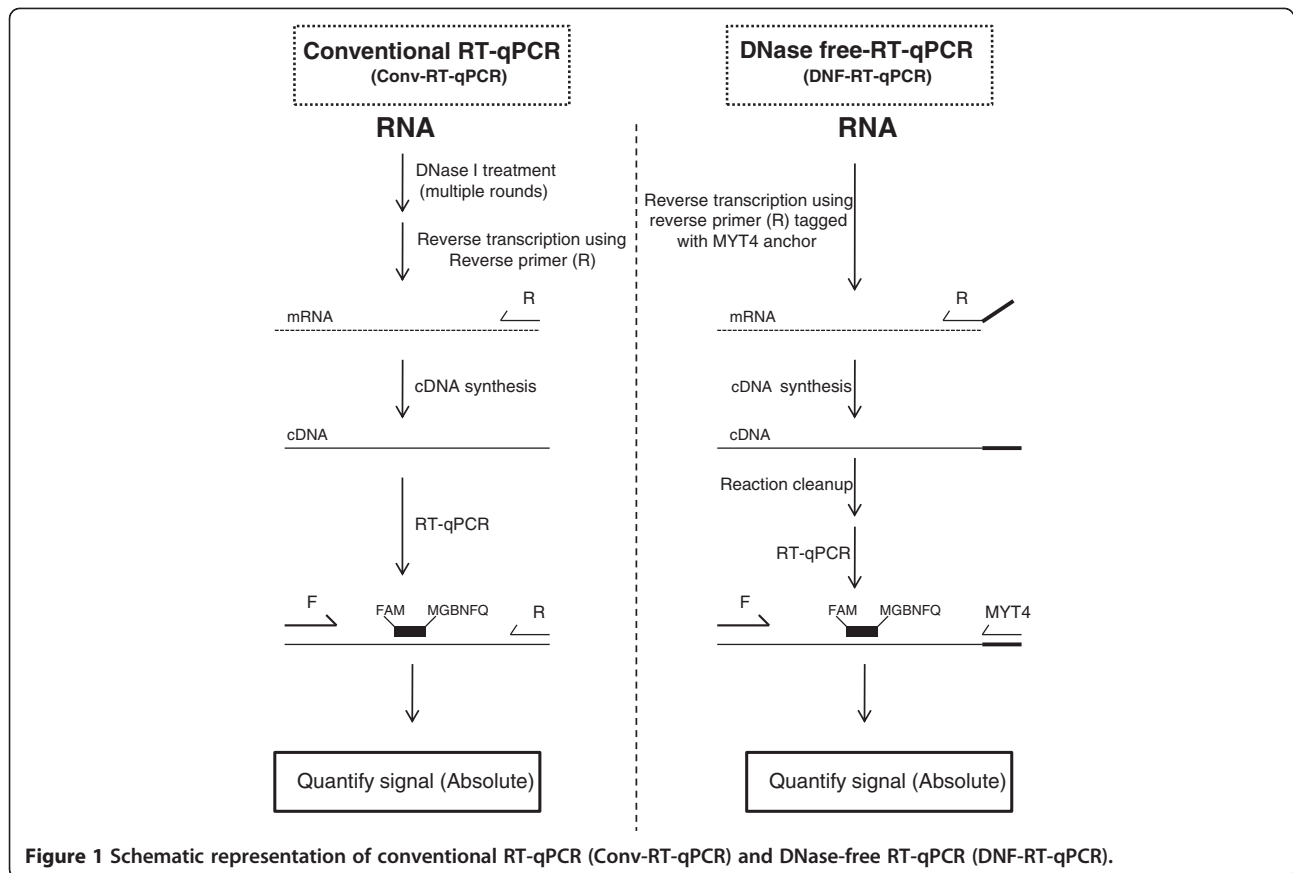 Conventional RT-qPCR
(Conv-RT-qPCR)
RNA
DNase I treatment
(multiple rounds)
Reverse transcription using
Reverse primer (R)
R
mRNA
cDNA synthesis
cDNA
RT-qPCR
F
FAM
MGBNFQ
R
Quantify signal (Absolute)
DNase free-RT-qPCR
(DNF-RT-qPCR)
RNA
Reverse transcription using
reverse primer (R) tagged
with MYT4 anchor
R
mRNA
cDNA synthesis
cDNA
Reaction cleanup
RT-qPCR
F
FAM
MGBNFQ
MYT4
Quantify signal (Absolute)
Figure 1 Schematic representation of conventional RT-qPCR (Conv-RT-qPCR) and DNase-free RT-qPCR (DNF-RT-qPCR).